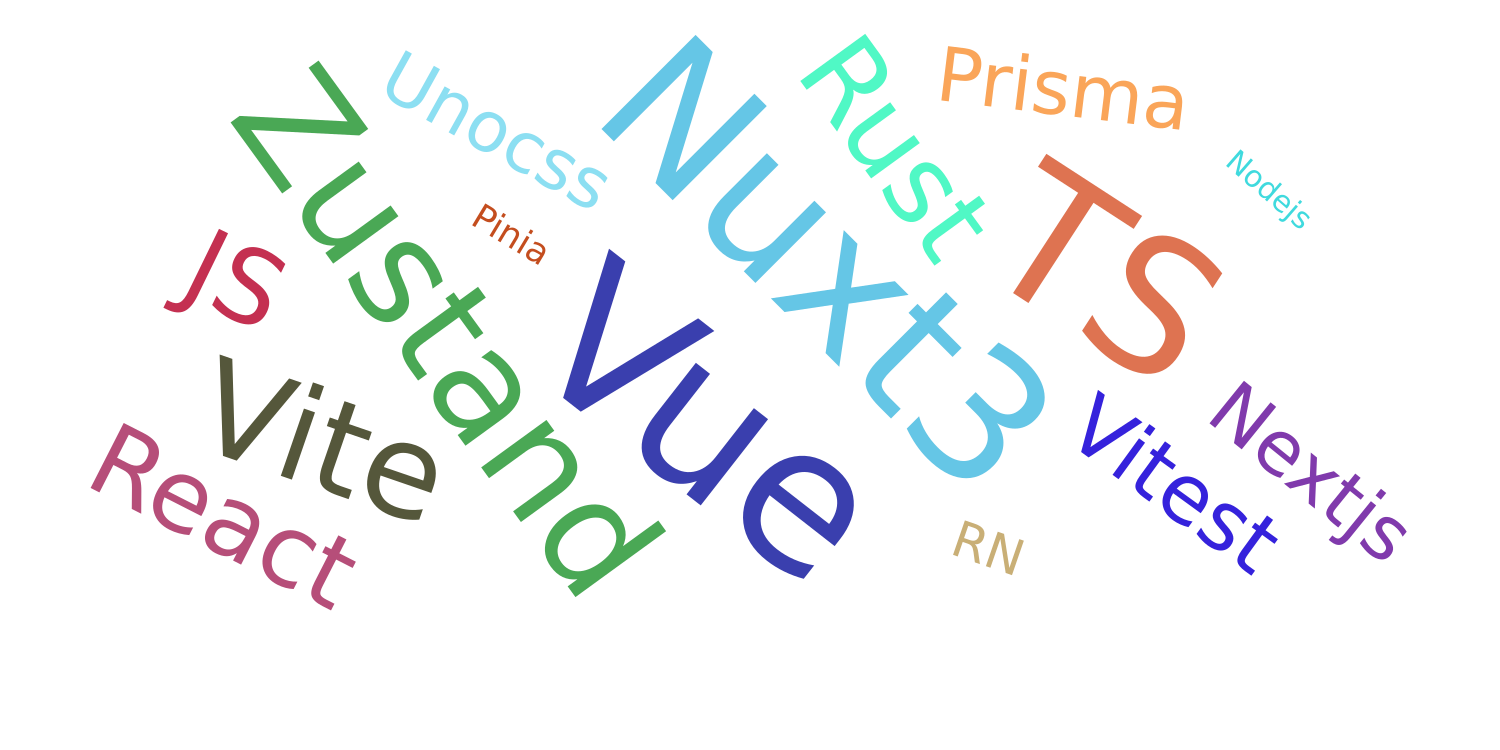 Zustand
Unocss
Nuxt3
Rust
Prisma
Nodejs
Pinia
TS
JS
Vue
Vite
React
Vitest
Nextjs
RN